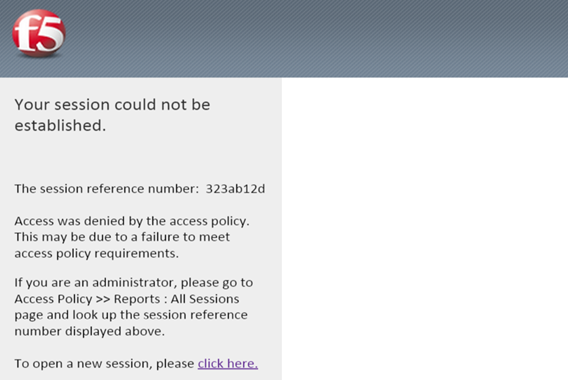 f5
Your session could not be
established.
The session reference number: 323ab12d
Access was denied by the access policy.
This may be due to a failure to meet
access policy requirements.
If you are an administrator, please go to
Access Policy >> Reports : All Sessions
page and look up the session reference
number displayed above.
To open a new session, please click here.